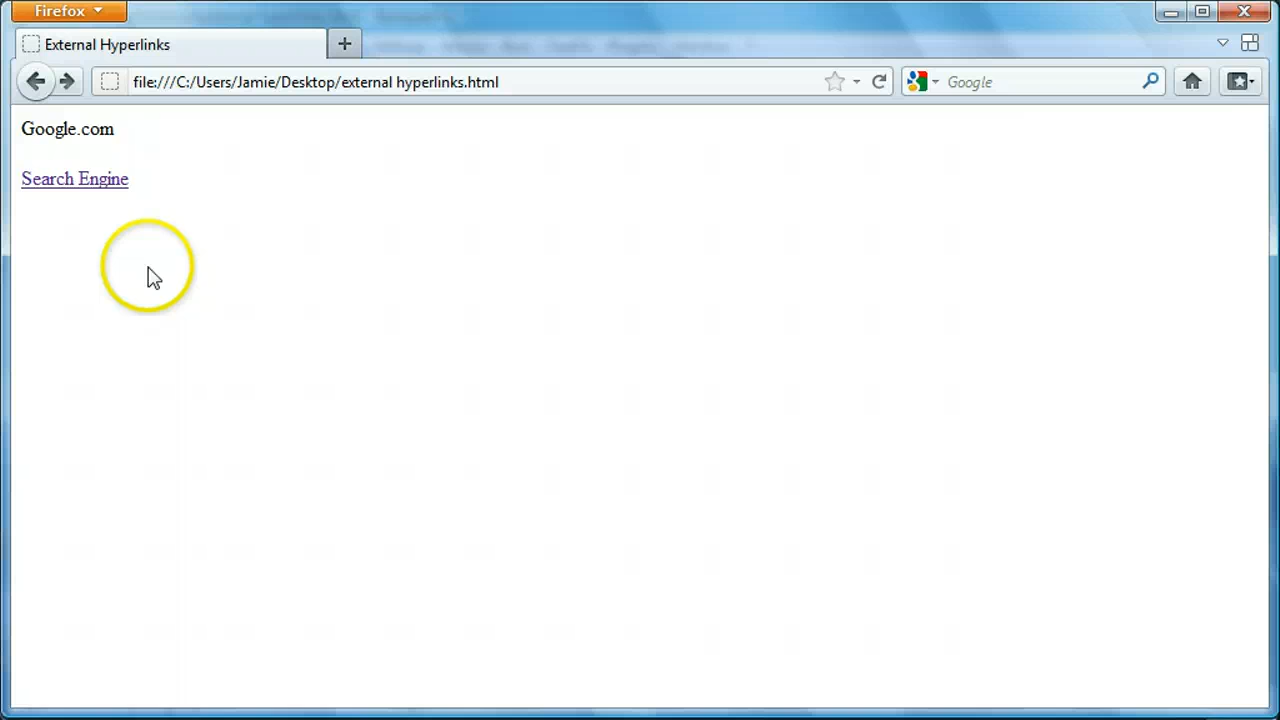 Firefox
External Hyperlinks
file:///C:/Users/Jamie/Desktop/external hyperlinks.html
Google
Google.com
Search Engine